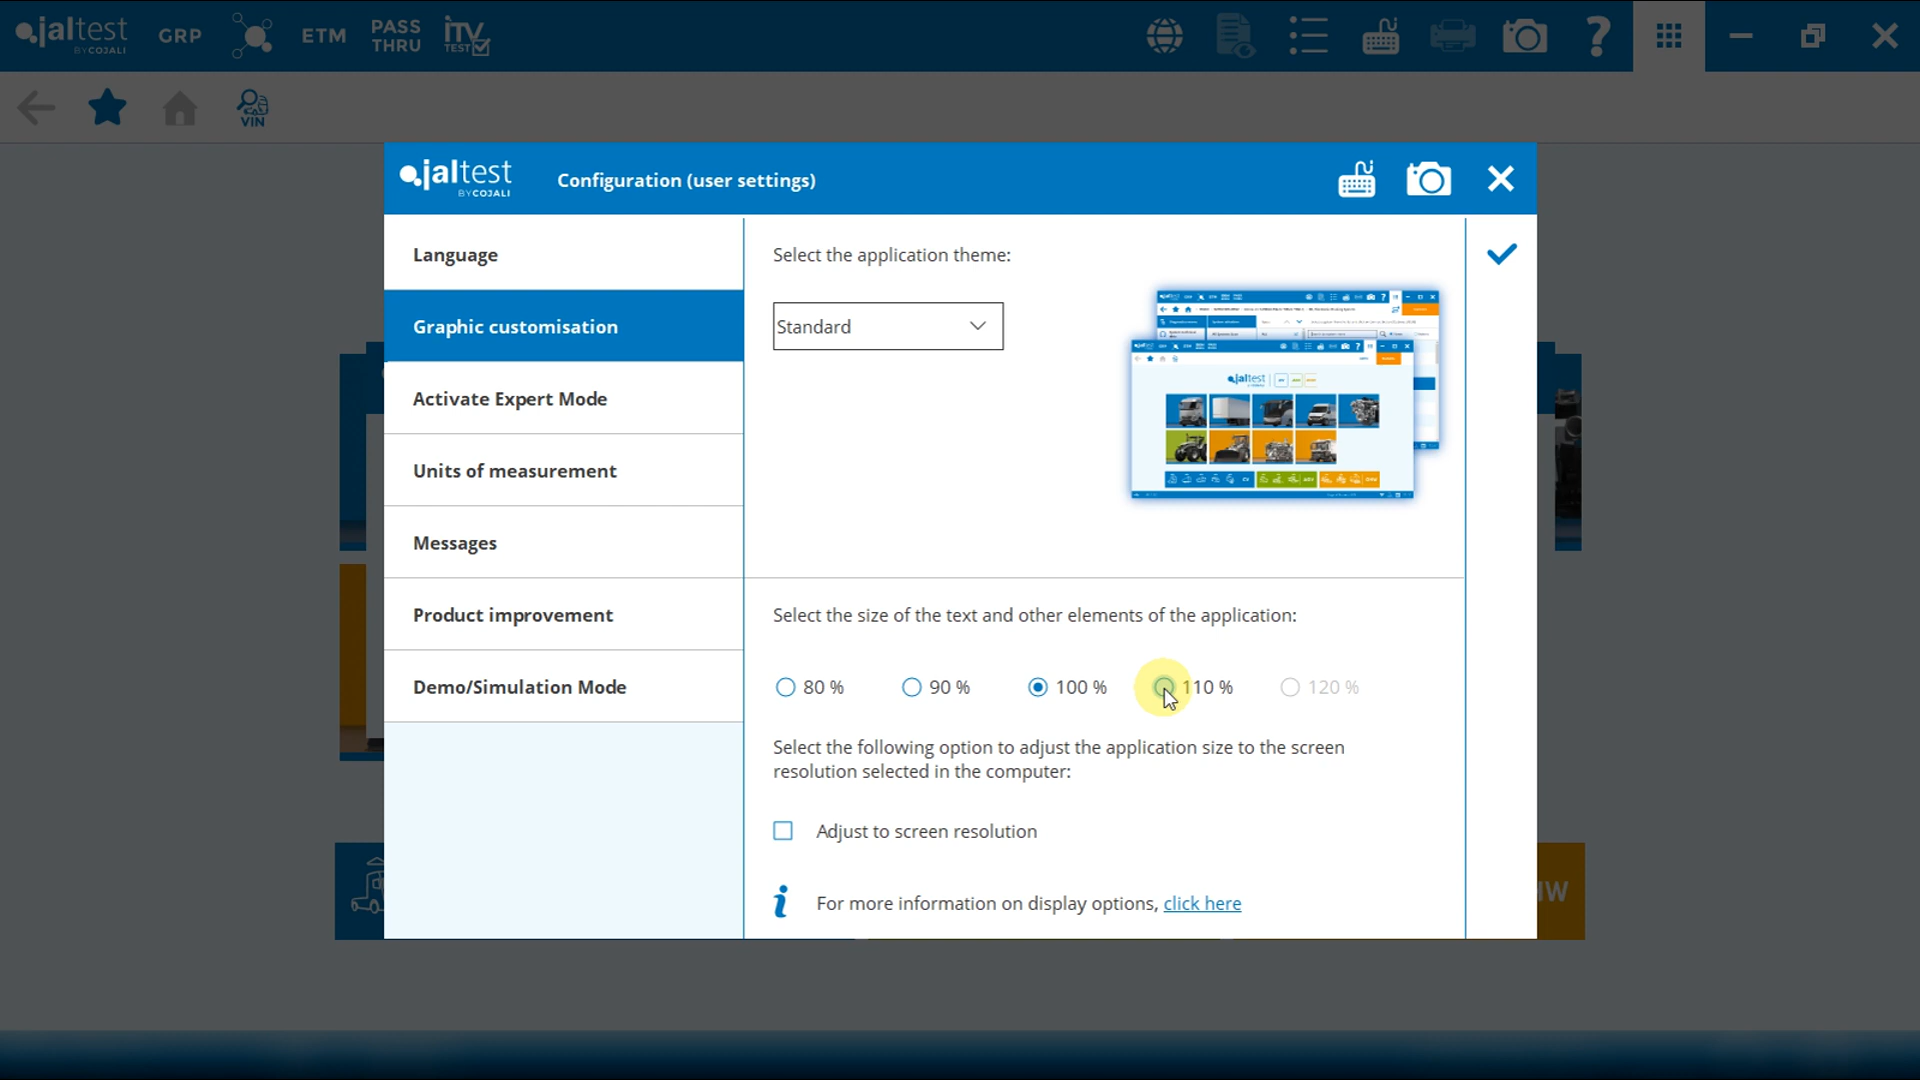 jaltest
BY COJALI
GRP
ETM
PASS
THRU
iTV
TEST
VIN
jaltest
BY COJALI
Configuration (user settings)
Language
Graphic customisation
Activate Expert Mode
Units of measurement
Messages
Product improvement
Demo/Simulation Mode
Select the application theme:
Standard
jaltest
Select the size of the text and other elements of the application:
80 %
90 %
100 %
110 %
120 %
Select the following option to adjust the application size to the screen
resolution selected in the computer:
Adjust to screen resolution
For more information on display options, click here